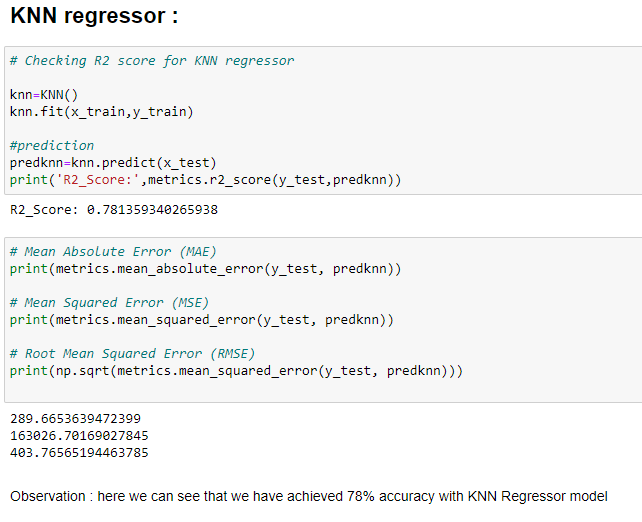 KNN regressor :
# Checking R2 score for KNN regressor
knn=KNN()
knn.fit(x_train,y_train)
#prediction
predknn=knn.predict(x_test)
print('R2_Score:',metrics.r2_score(y_test,predknn))
R2_Score: 0.781359340265938
# Mean Absolute Error (MAE)
print(metrics.mean_absolute_error(y_test, predknn))
# Mean Squared Error (MSE)
print(metrics.mean_squared_error(y_test, predknn))
# Root Mean Squared Error (RMSE)
print(np.sqrt(metrics.mean_squared_error(y_test, predknn)))
289.6653639472399
163026.70169027845
403.76565194463785
Observation : here we can see that we have achieved 78% accuracy with KNN Regressor model